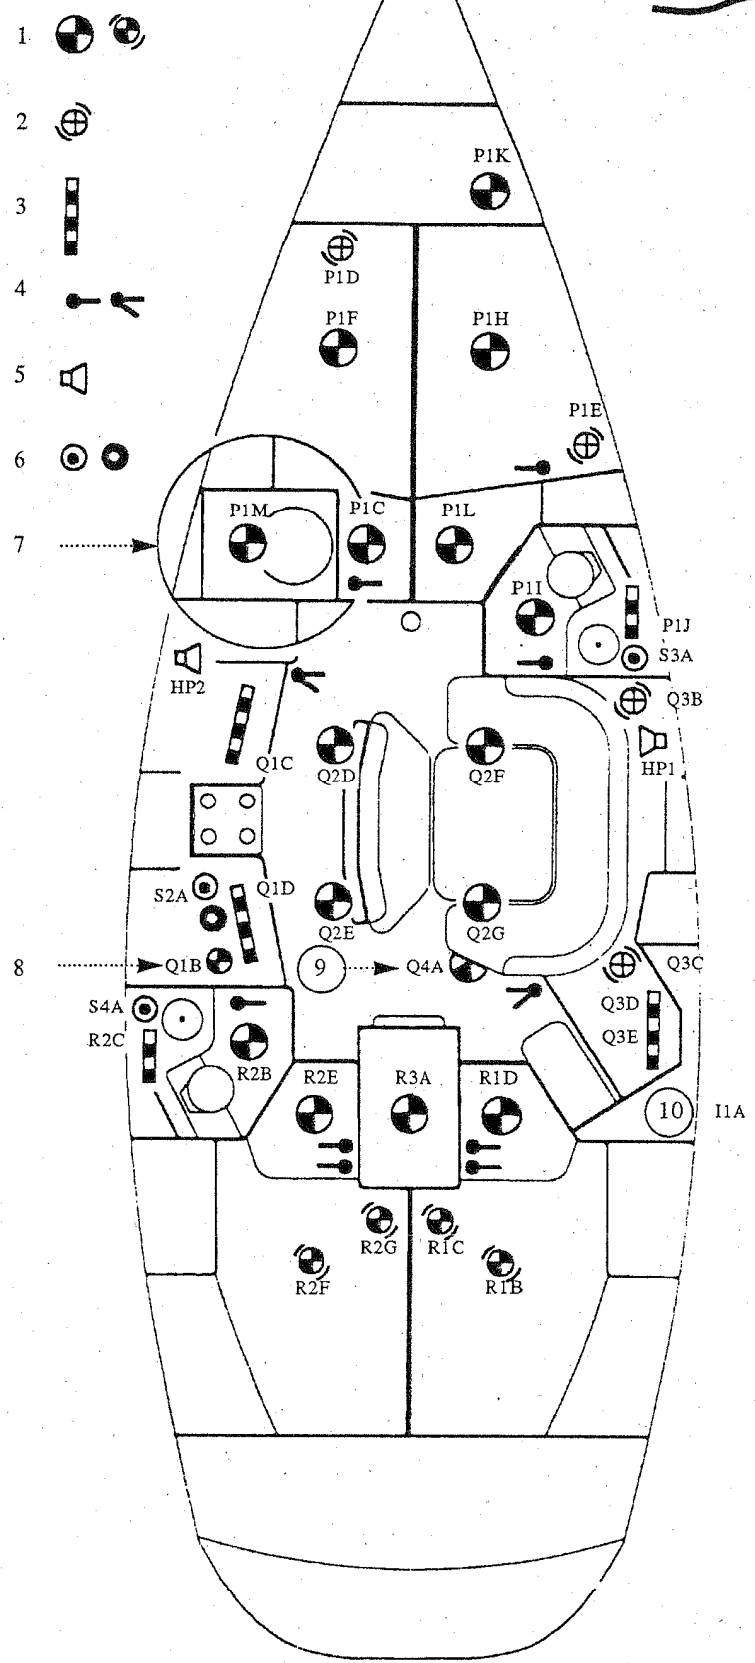 1
2
3
4
5
6
7
8
P1K
P1D
P1F
P1H
P1E
P1M
P1C
P1L
P1I
P1J
S3A
HP2
Q3B
Q1C
Q2D
Q2F
HP1
S2A
Q1D
Q2E
Q2G
Q1B
9
Q4A
Q3C
S4A
Q3D
R2C
Q3E
R2B
R2E
R3A
R1D
10
I1A
R2G
R1C
R2F
R1B